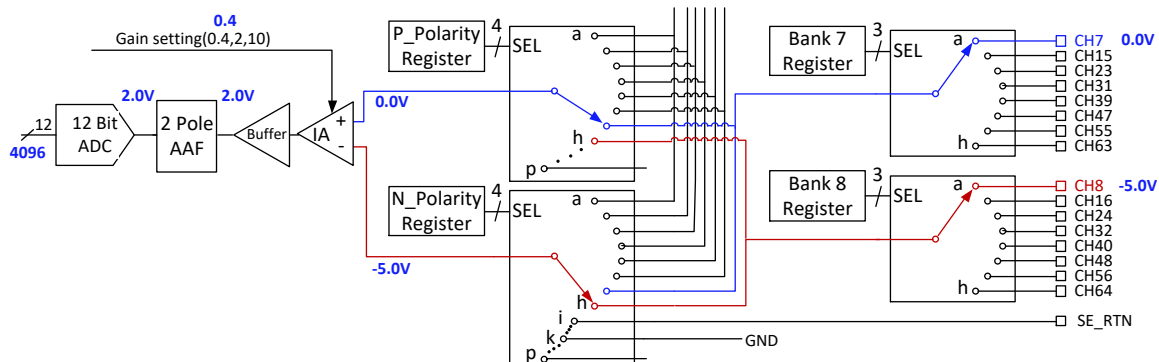 0.4
Gain setting(0.4,2,10)
12
4096
12 Bit
ADC
2.0V
2 Pole
AAF
2.0V
Buffer
IA
+
-
0.0V
-5.0V
P_Polarity
Register
4
SEL
a
h
p
N_Polarity
Register
4
SEL
a
h
i
k
p
Bank 7
Register
3
SEL
a
h
CH7 0.0V
CH15
CH23
CH31
CH39
CH47
CH55
CH63
Bank 8
Register
3
SEL
a
h
CH8 -5.0V
CH16
CH24
CH32
CH40
CH48
CH56
CH64
SE_RTN
GND